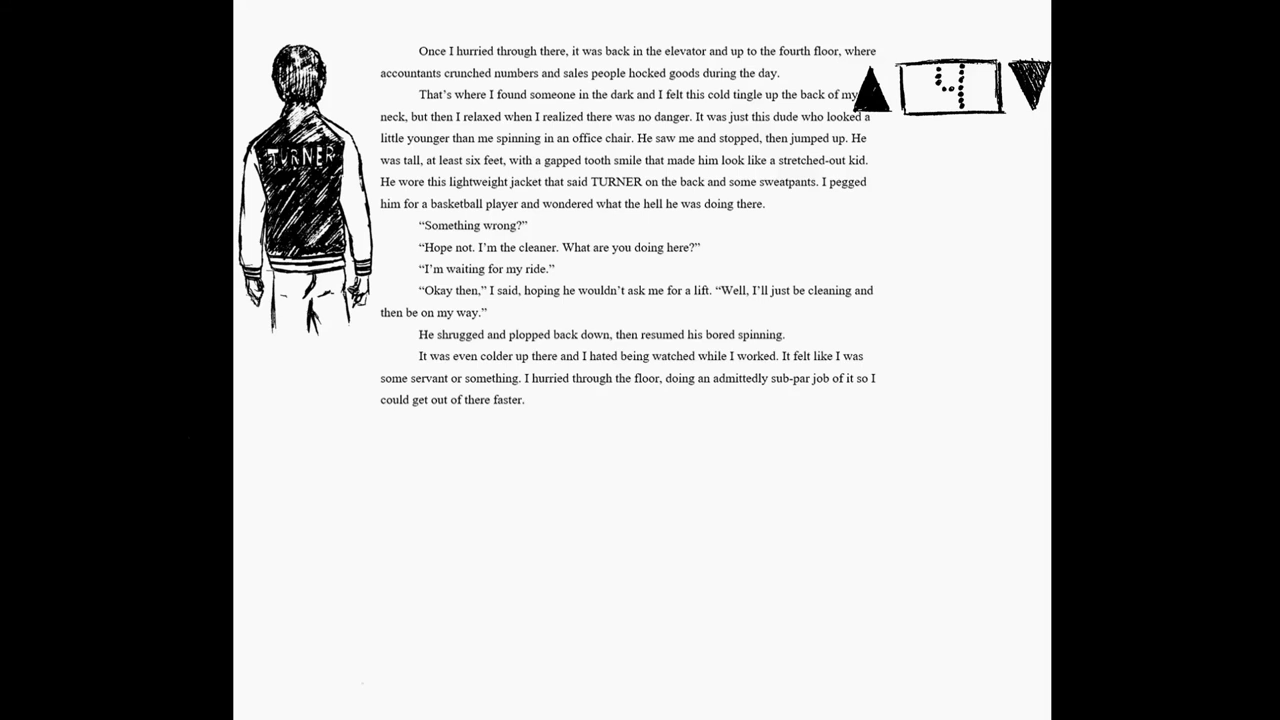 Once I hurried through there, it was back in the elevator and up to the fourth floor, where
accountants crunched numbers and sales people hocked goods during the day.
That’s where I found someone in the dark and I felt this cold tingle up the back of my
neck, but then I relaxed when I realized there was no danger. It was just this dude who looked a
little younger than me spinning in an office chair. He saw me and stopped, then jumped up. He
was tall, at least six feet, with a gapped tooth smile that made him look like a stretched-out kid.
He wore this lightweight jacket that said TURNER on the back and some sweatpants. I pegged
him for a basketball player and wondered what the hell he was doing there.
“Something wrong?”
“Hope not. I’m the cleaner. What are you doing here?”
“I’m waiting for my ride.”
“Okay then,” I said, hoping he wouldn’t ask me for a lift. “Well, I’ll just be cleaning and
then be on my way.”
He shrugged and plopped back down, then resumed his bored spinning.
It was even colder up there and I hated being watched while I worked. It felt like I was
some servant or something. I hurried through the floor, doing an admittedly sub-par job of it so I
could get out of there faster.
TURNER
4